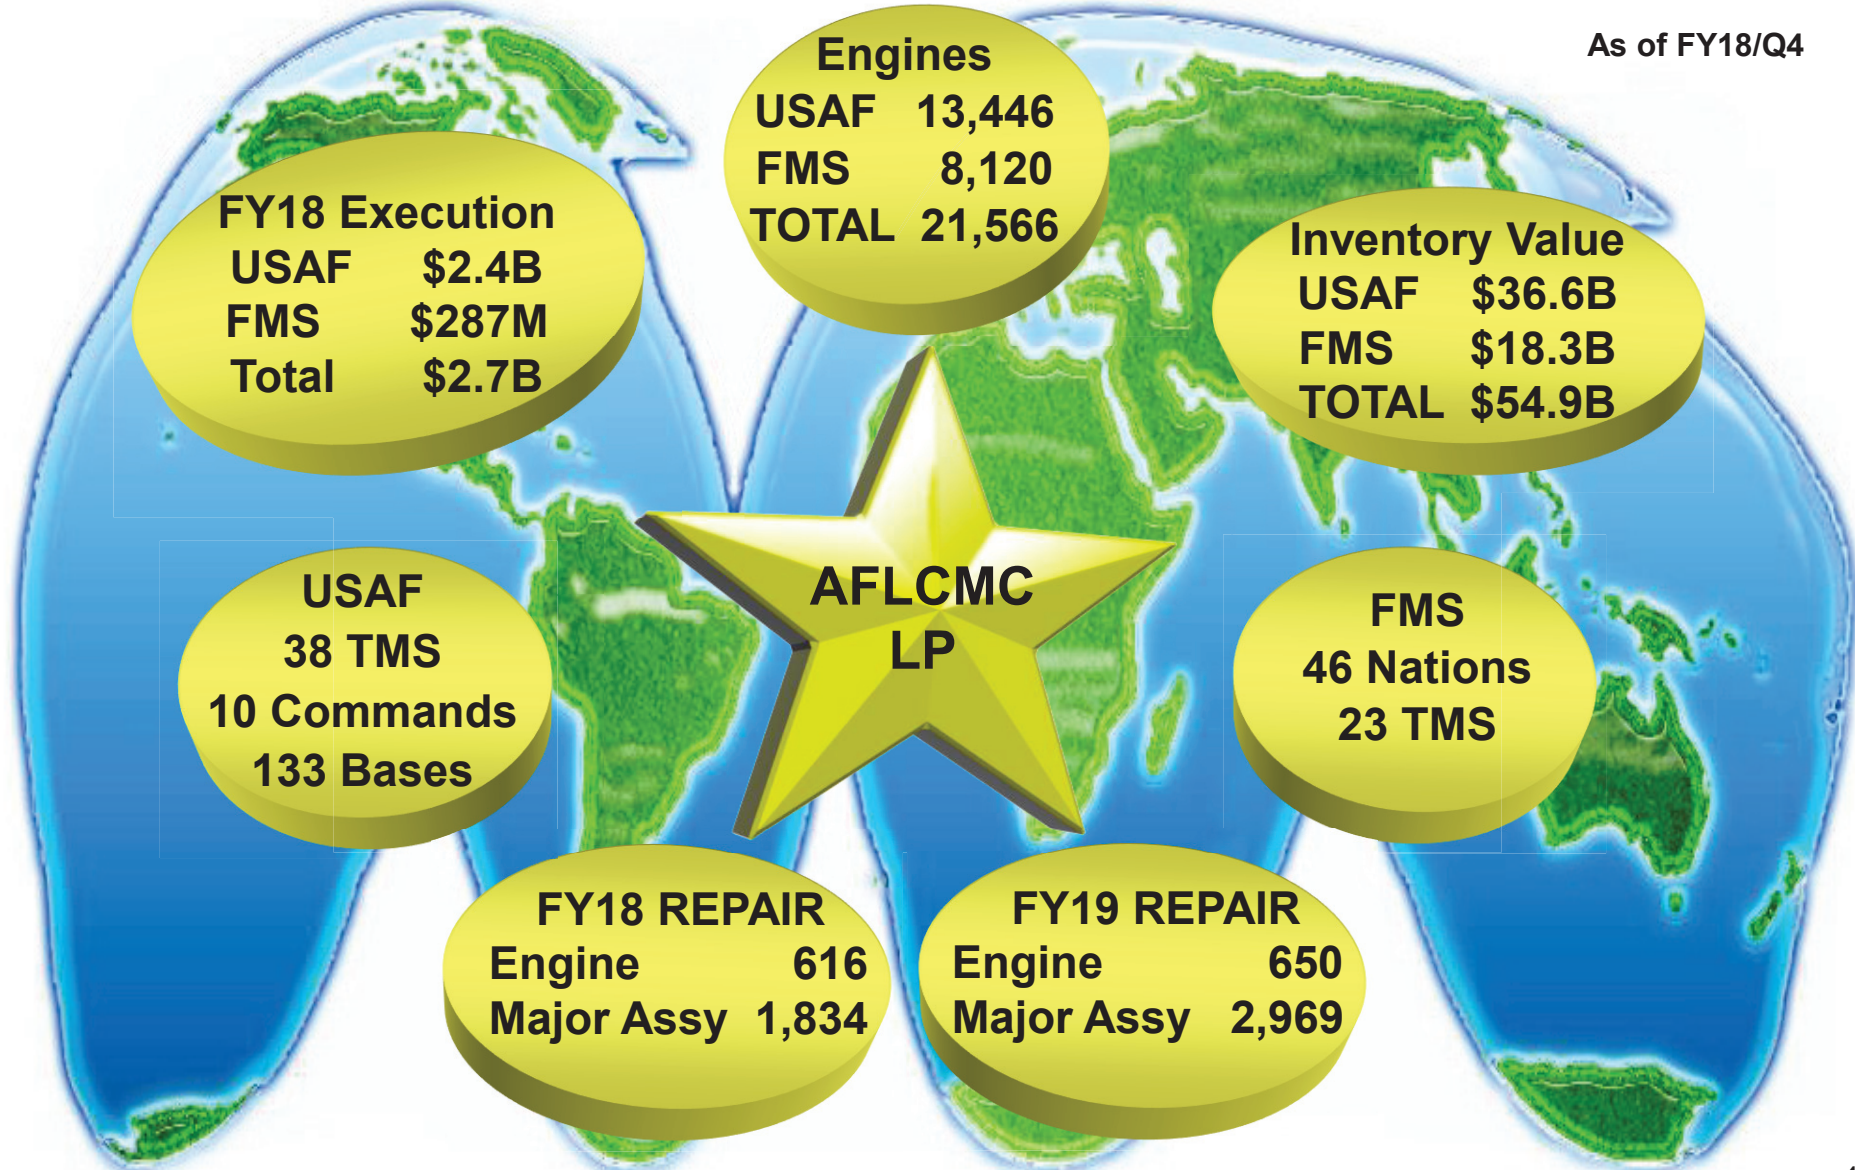 As of FY18/Q4
Engines
USAF 13,446
FMS 8,120
TOTAL 21,566
FY18 Execution
USAF $2.4B
FMS $287M
Total $2.7B
Inventory Value
USAF $36.6B
FMS $18.3B
TOTAL $54.9B
AFLCMC
LP
USAF
38 TMS
10 Commands
133 Bases
FMS
46 Nations
23 TMS
FY18 REPAIR
Engine 616
Major Assy 1,834
FY19 REPAIR
Engine 650
Major Assy 2,969